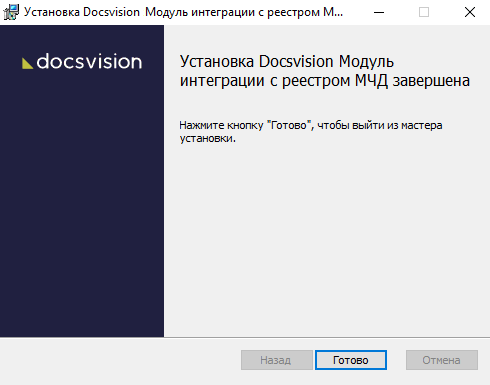 Установка Docsvision Модуль интеграции с реестром М...
docsvision
Установка Docsvision Модуль
интеграции с реестром МЧД завершена
Нажмите кнопку "Готово", чтобы выйти из мастера
установки.
Назад
Готово
Отмена